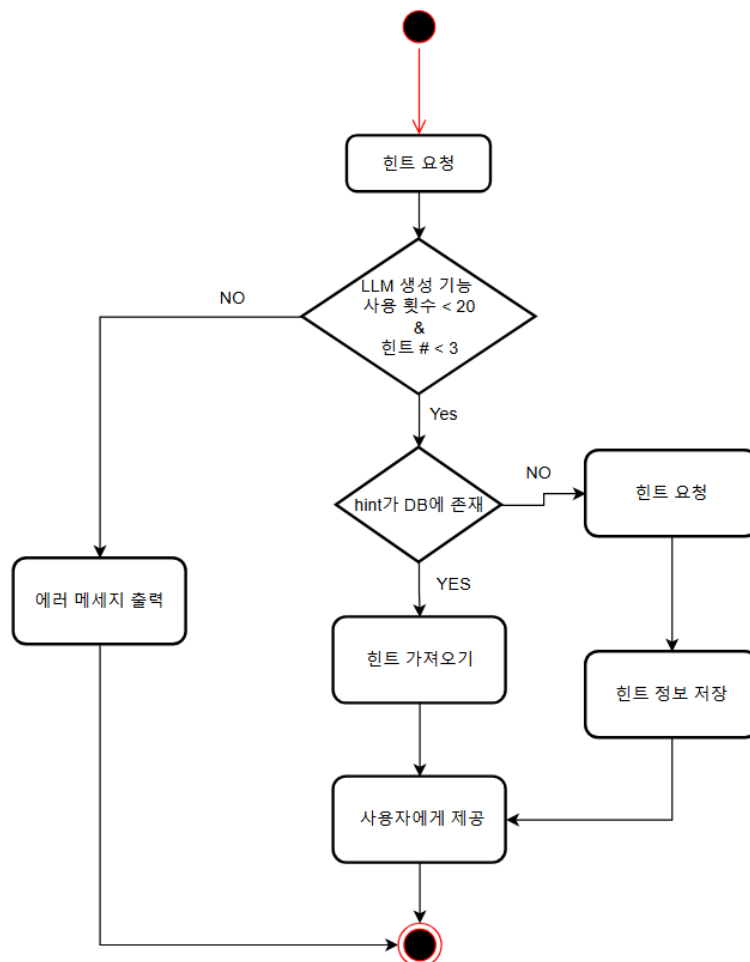 힌트 요청
LLM 생성 기능
사용 횟수 < 20
&
힌트 # < 3
NO
Yes
hint가 DB에 존재
NO
힌트 요청
YES
에러 메세지 출력
힌트 가져오기
힌트 정보 저장
사용자에게 제공